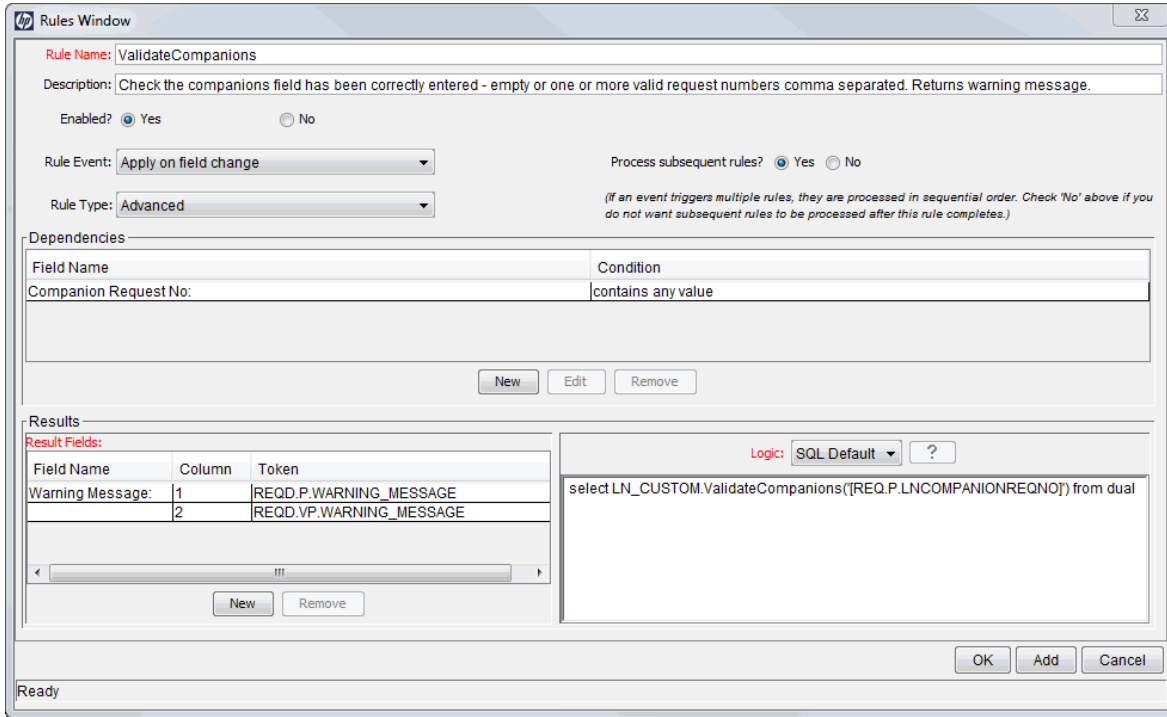 hp Rules Window
Rule Name: ValidateCompanions
Description: Check the companions field has been correctly entered - empty or one or more valid request numbers comma separated. Returns warning message.
Enabled? Yes No
Rule Event: Apply on field change Process subsequent rules? Yes No
Rule Type: Advanced (If an event triggers multiple rules, they are processed in sequential order. Check 'No' above if you
do not want subsequent rules to be processed after this rule completes.)
Dependencies
Field Name Condition
Companion Request No: contains any value
New Edit Remove
Results
Result Fields:
Logic: SQL Default ?
Field Name Column Token
Warning Message: 1 REQD.P.WARNING_MESSAGE
2 REQD.VP.WARNING_MESSAGE
select LN_CUSTOM.ValidateCompanions('[REQ.P.LNCOMPANIONREQNO]') from dual
New Remove
OK Add Cancel
Ready